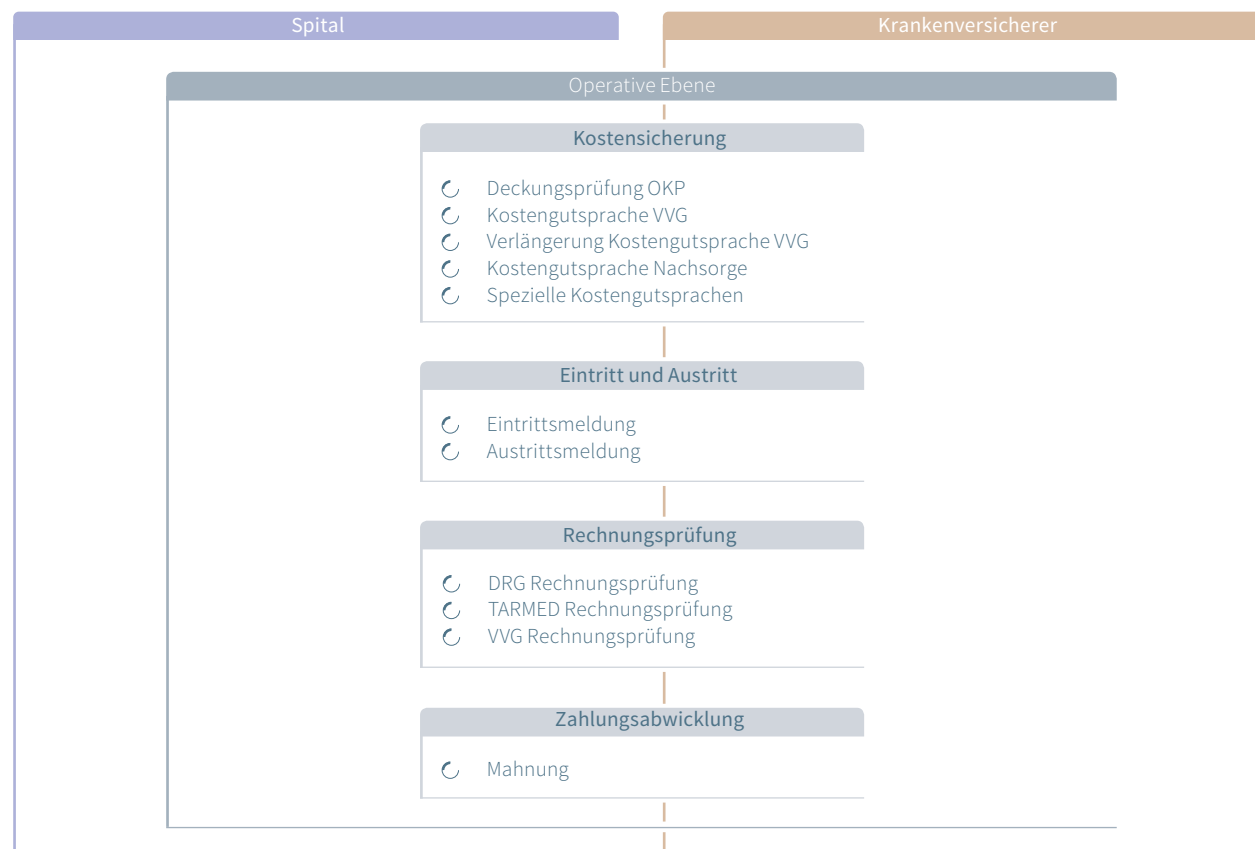 Spital
Krankenversicherer
Operative Ebene
Kostensicherung
Deckungsprüfung OKP
Kostengutsprache VVG
Verlängerung Kostengutsprache VVG
Kostengutsprache Nachsorge
Spezielle Kostengutsprachen
Eintritt und Austritt
Eintrittsmeldung
Austrittsmeldung
Rechnungsprüfung
DRG Rechnungsprüfung
TARMED Rechnungsprüfung
VVG Rechnungsprüfung
Zahlungsabwicklung
Mahnung